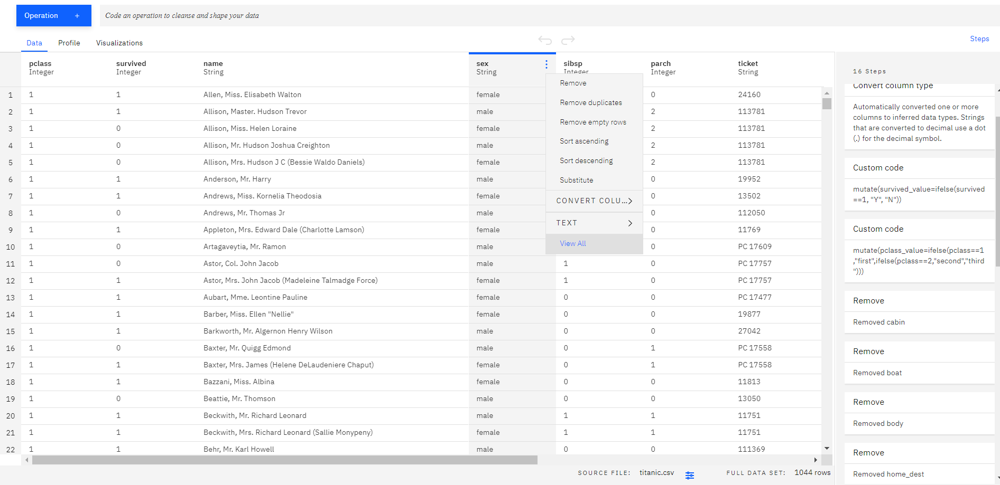 Operation +
Code an operation to cleanse and shape your data
Data Profile Visualizations
Steps
pclass survived name sex sibsp parch ticket
Integer Integer String String Integer Integer String
1 1 1 Allen, Miss. Elisabeth Walton female 0 24160
2 1 1 Allison, Master. Hudson Trevor male 2 113781
3 1 0 Allison, Miss. Helen Loraine female 2 113781
4 1 0 Allison, Mr. Hudson Joshua Creighton male 2 113781
5 1 0 Allison, Mrs. Hudson J C (Bessie Waldo Daniels) female 2 113781
6 1 1 Anderson, Mr. Harry male 0 19952
7 1 1 Andrews, Miss. Kornelia Theodosia female 0 13502
8 1 0 Andrews, Mr. Thomas Jr male 0 112050
9 1 1 Appleton, Mrs. Edward Dale (Charlotte Lamson) female 0 11769
10 1 0 Artagaveytia, Mr. Ramon male 0 PC 17609
11 1 0 Astor, Col. John Jacob male 1 0 PC 17757
12 1 1 Astor, Mrs. John Jacob (Madeleine Talmadge Force) female 1 0 PC 17757
13 1 1 Aubart, Mme. Leontine Pauline female 0 0 PC 17477
14 1 1 Barber, Miss. Ellen "Nellie" female 0 0 19877
15 1 1 Barkworth, Mr. Algernon Henry Wilson male 0 0 27042
16 1 0 Baxter, Mr. Quigg Edmond male 0 1 PC 17558
17 1 1 Baxter, Mrs. James (Helene DeLaudeniere Chaput) female 0 1 PC 17558
18 1 1 Bazzani, Miss. Albina female 0 0 11813
19 1 0 Beattie, Mr. Thomson male 0 0 13050
20 1 1 Beckwith, Mr. Richard Leonard male 1 1 11751
21 1 1 Beckwith, Mrs. Richard Leonard (Sallie Monypeny) female 1 1 11751
22 1 1 Behr, Mr. Karl Howell male 0 0 111369
Remove
Remove duplicates
Remove empty rows
Sort ascending
Sort descending
Substitute
CONVERT COLU...
TEXT
View All
16 Steps
Convert column type
Automatically converted one or more
columns to inferred data types. Strings
that are converted to decimal use a dot
(.) for the decimal symbol.
Custom code
mutate(survived_value=ifelse(survived
==1, "Y", "N"))
Custom code
mutate(pclass_value=ifelse(pclass==1
,"first",ifelse(pclass==2,"second","third
")))
Remove
Removed cabin
Remove
Removed boat
Remove
Removed body
Remove
Removed home_dest
SOURCE FILE: titanic.csv FULL DATA SET: 1044 rows